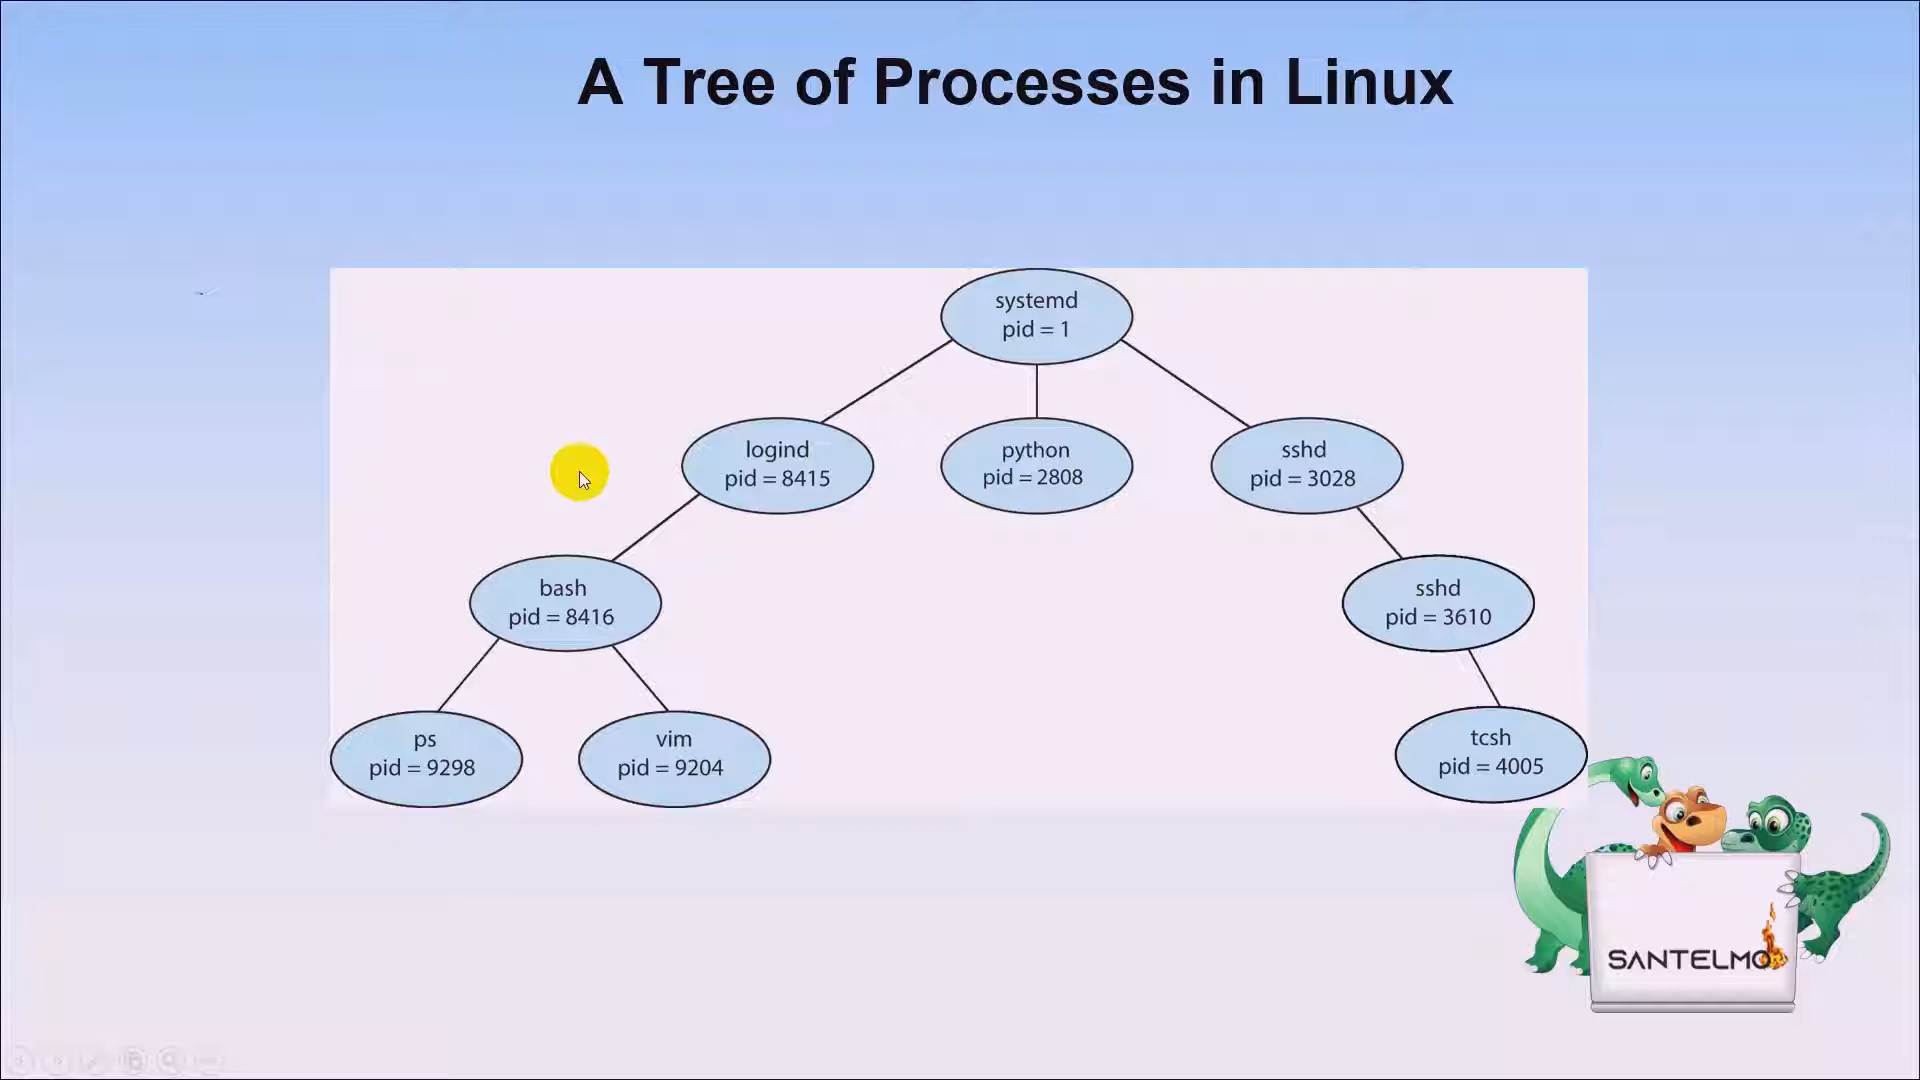 A Tree of Processes in Linux
systemd
pid = 1
logind
pid = 8415
python
pid = 2808
sshd
pid = 3028
bash
pid = 8416
sshd
pid = 3610
ps
pid = 9298
vim
pid = 9204
tcsh
pid = 4005
SANTELMO